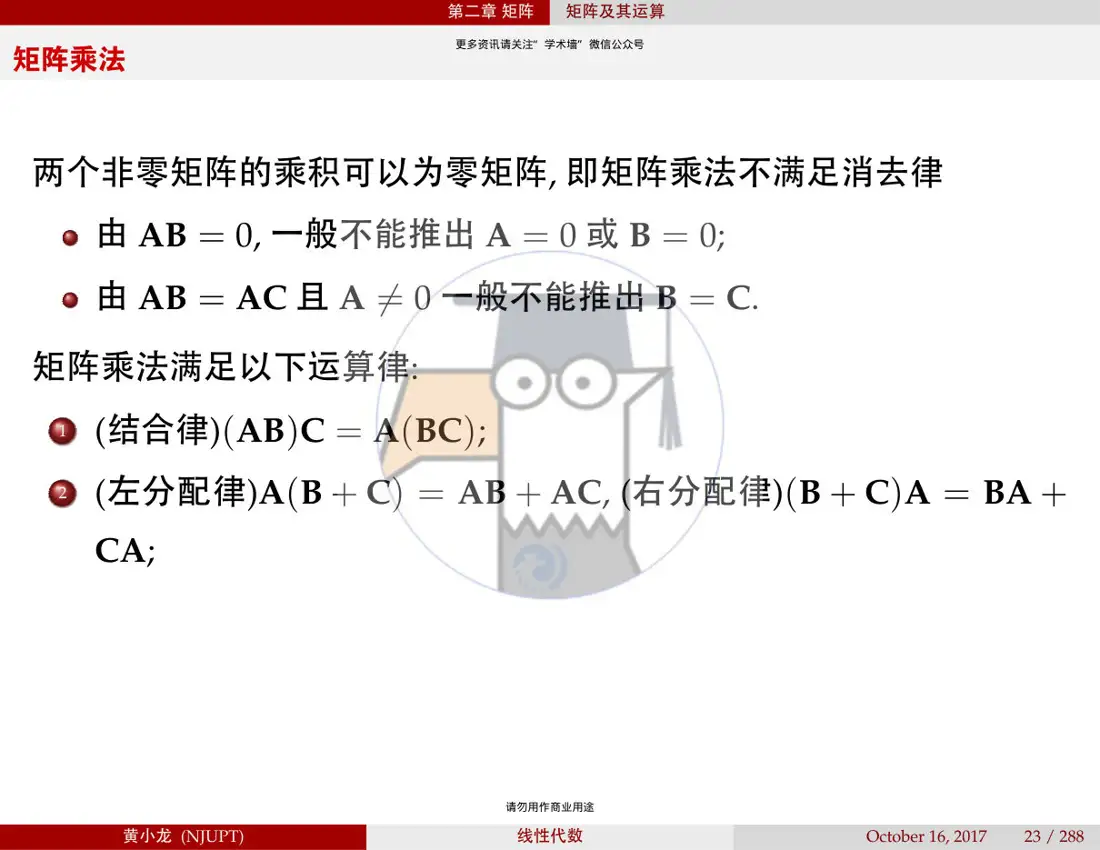 第二章 矩阵 矩阵及其运算
更多资讯请关注“学术墙”微信公众号
矩阵乘法
两个非零矩阵的乘积可以为零矩阵, 即矩阵乘法不满足消去律
由 AB = 0, 一般不能推出 A = 0 或 B = 0;
由 AB = AC 且 A ≠ 0 一般不能推出 B = C.
矩阵乘法满足以下运算律:
1 (结合律)(AB)C = A(BC);
2 (左分配律)A(B + C) = AB + AC, (右分配律)(B + C)A = BA +
CA;
请勿用作商业用途
黄小龙 (NJUPT) 线性代数 October 16, 2017 23 / 288